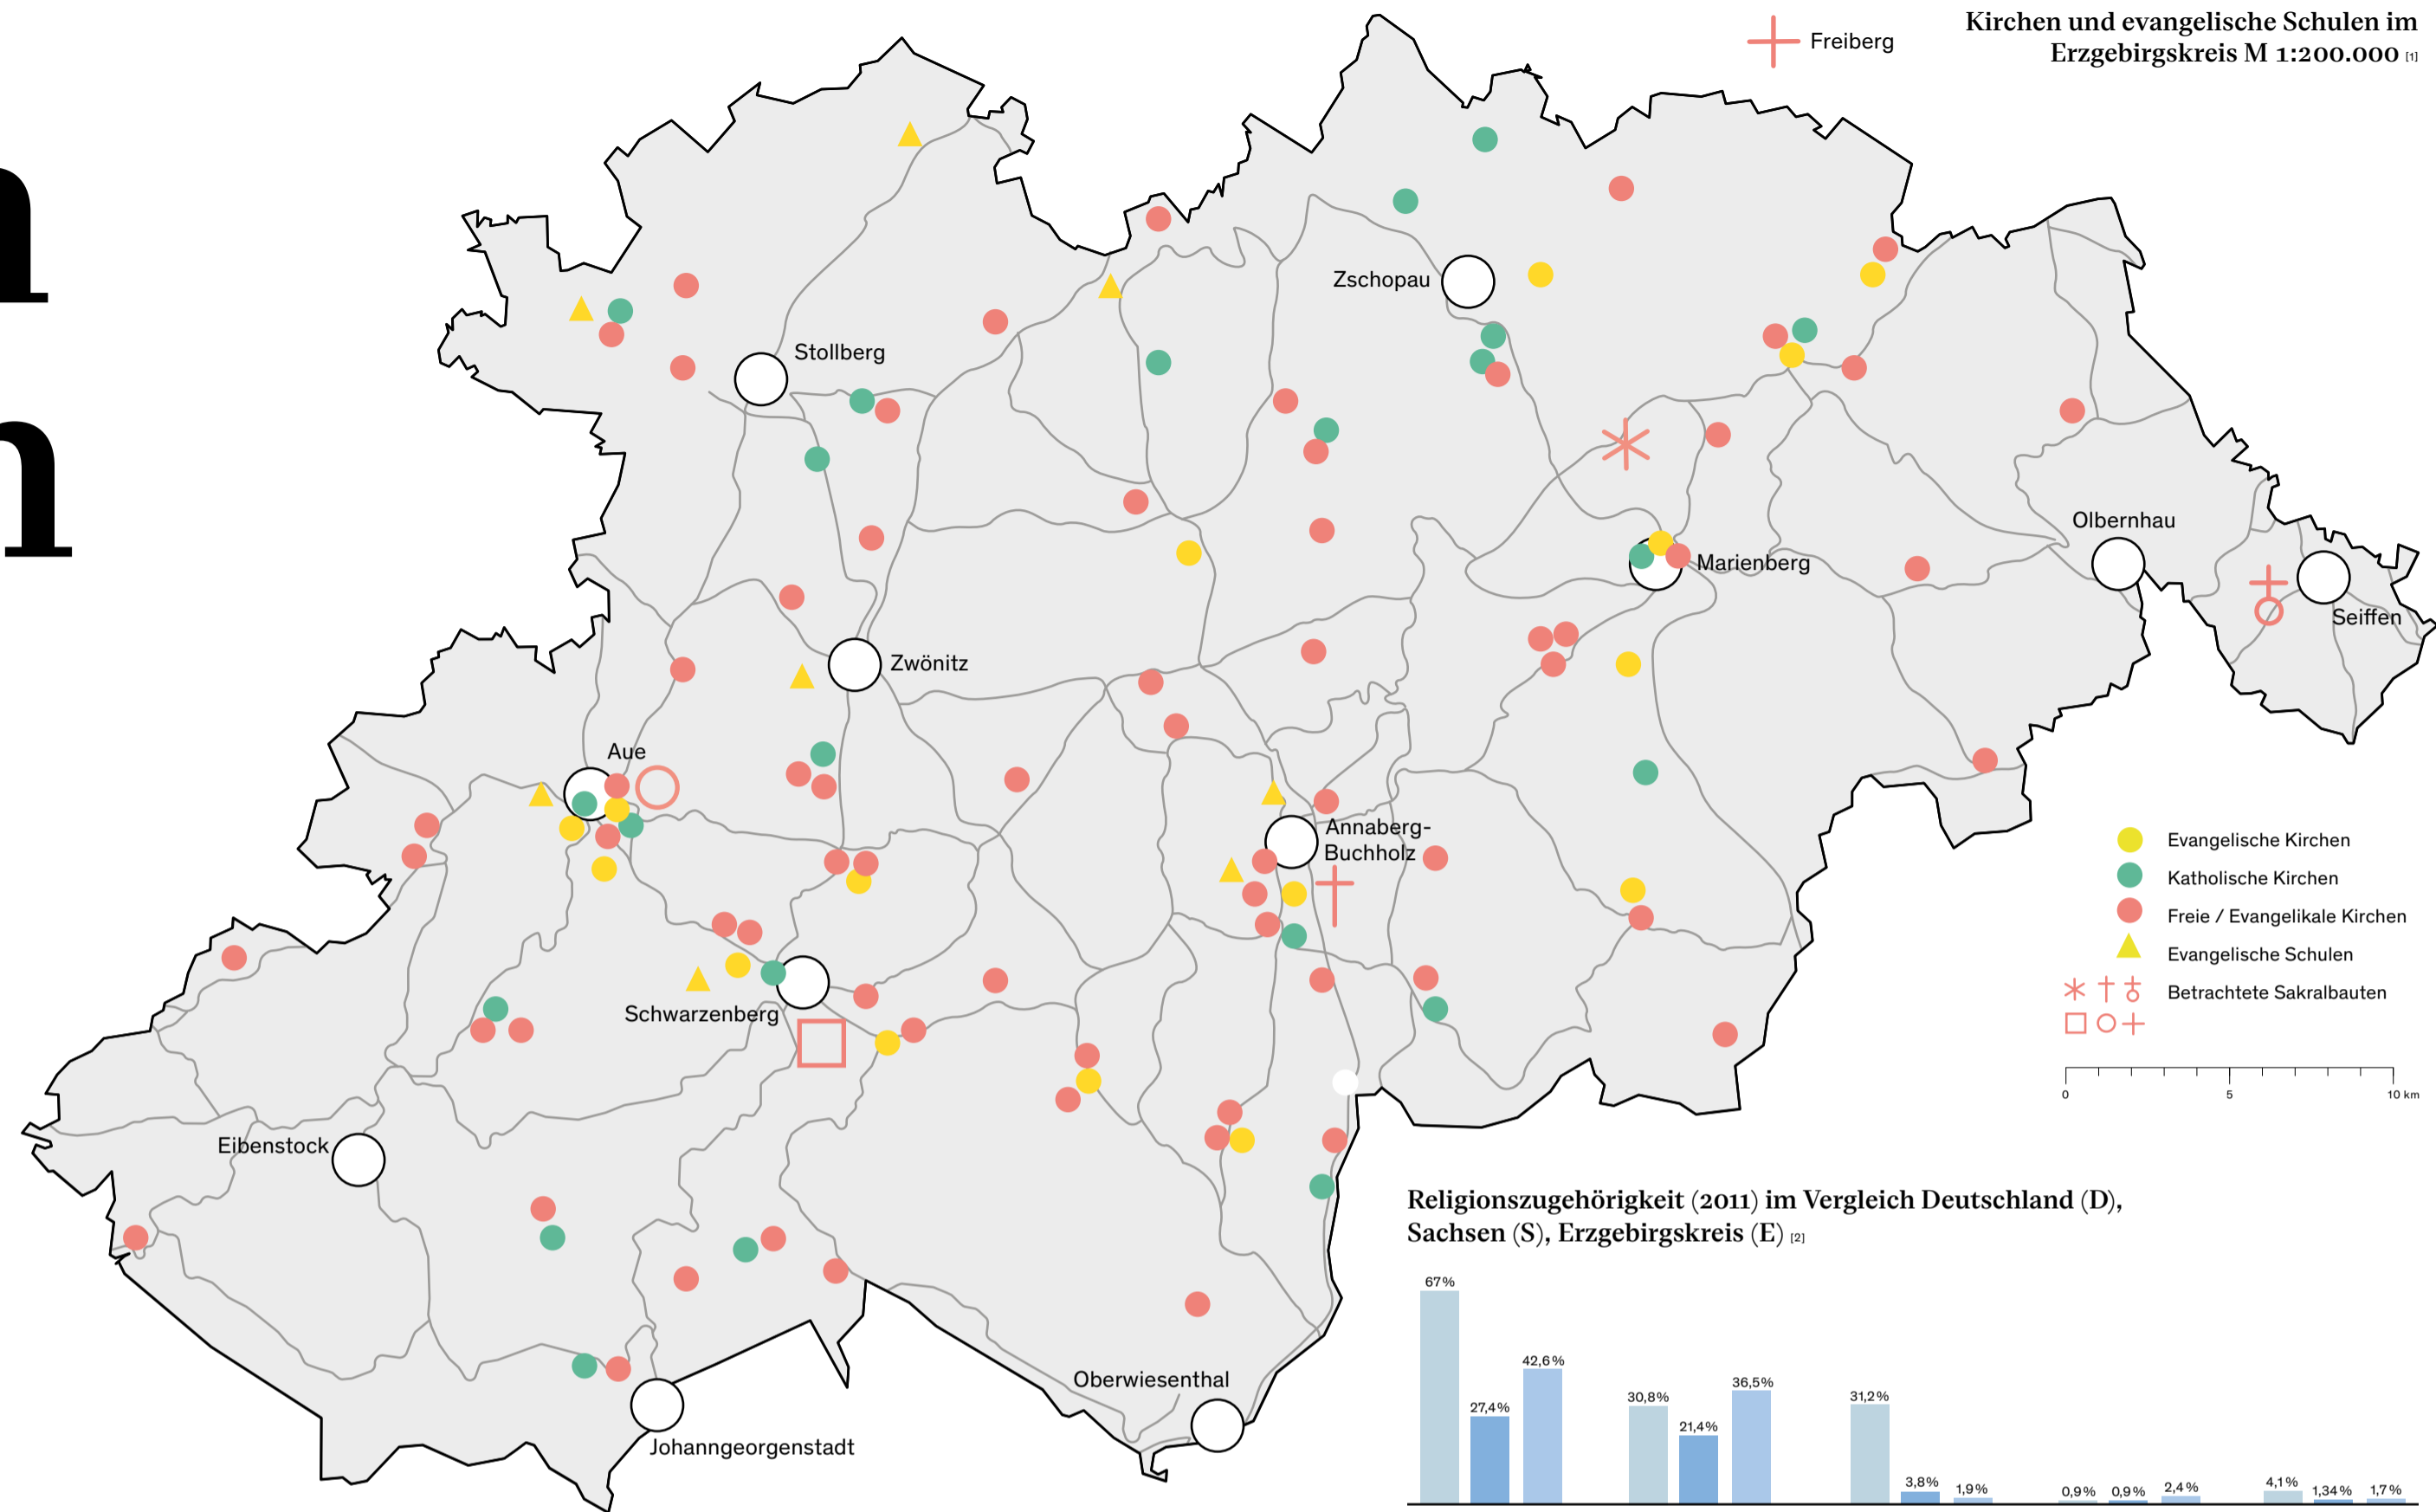 n
n
Freiberg
Kirchen und evangelische Schulen im
Erzgebirgskreis M 1:200.000 [1]
Zschopau
Stollberg
Olbernhau
Marienberg
Seiffen
Zwönitz
Aue
Annaberg-
Buchholz
Schwarzenberg
Eibenstock
Oberwiesenthal
Johanngeorgenstadt
Evangelische Kirchen
Katholische Kirchen
Freie / Evangelikale Kirchen
Evangelische Schulen
Betrachtete Sakralbauten
0 5 10 km
Religionszugehörigkeit (2011) im Vergleich Deutschland (D),
Sachsen (S), Erzgebirgskreis (E) [2]
67% 27,4% 42,6% 30,8% 21,4% 36,5% 31,2% 3,8% 1,9% 0,9% 0,9% 2,4% 4,1% 1,34% 1,7%